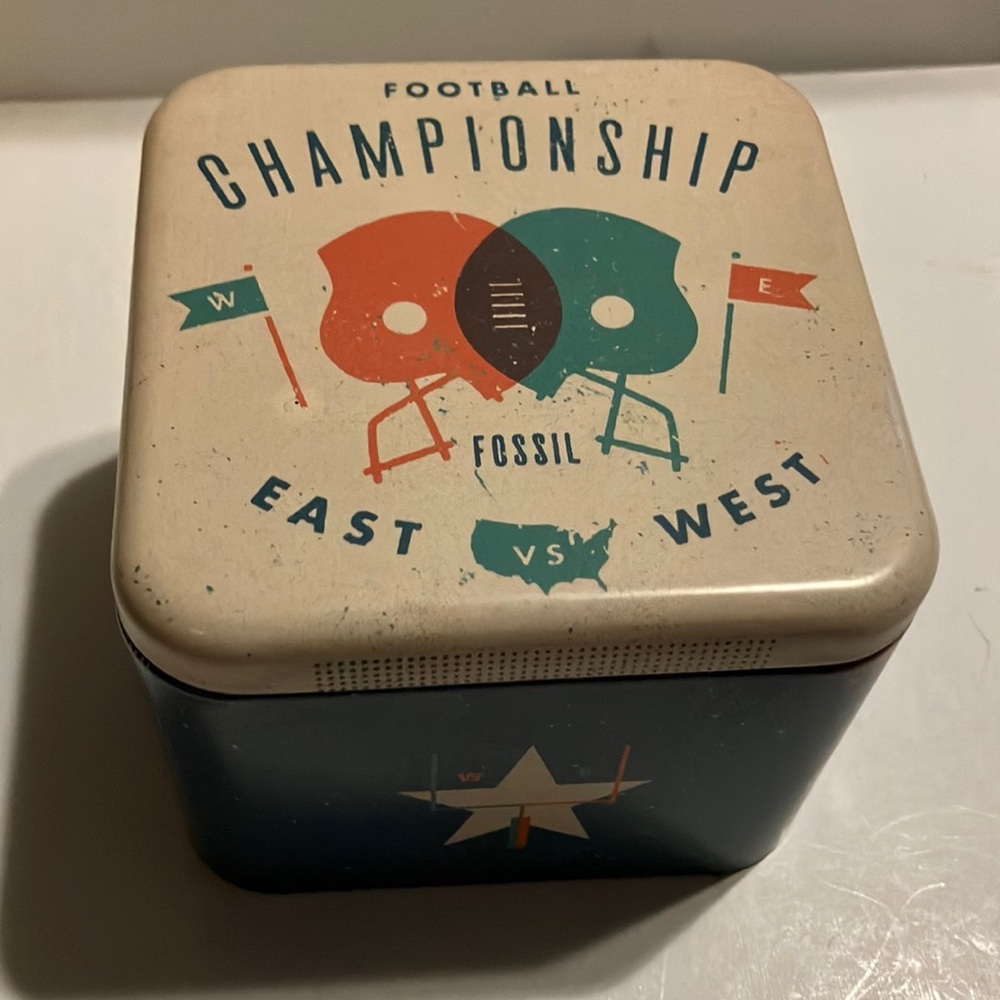 FOOTBALL
CHAMPIONSHIP
W
E
FOSSIL
EAST VS WEST
W